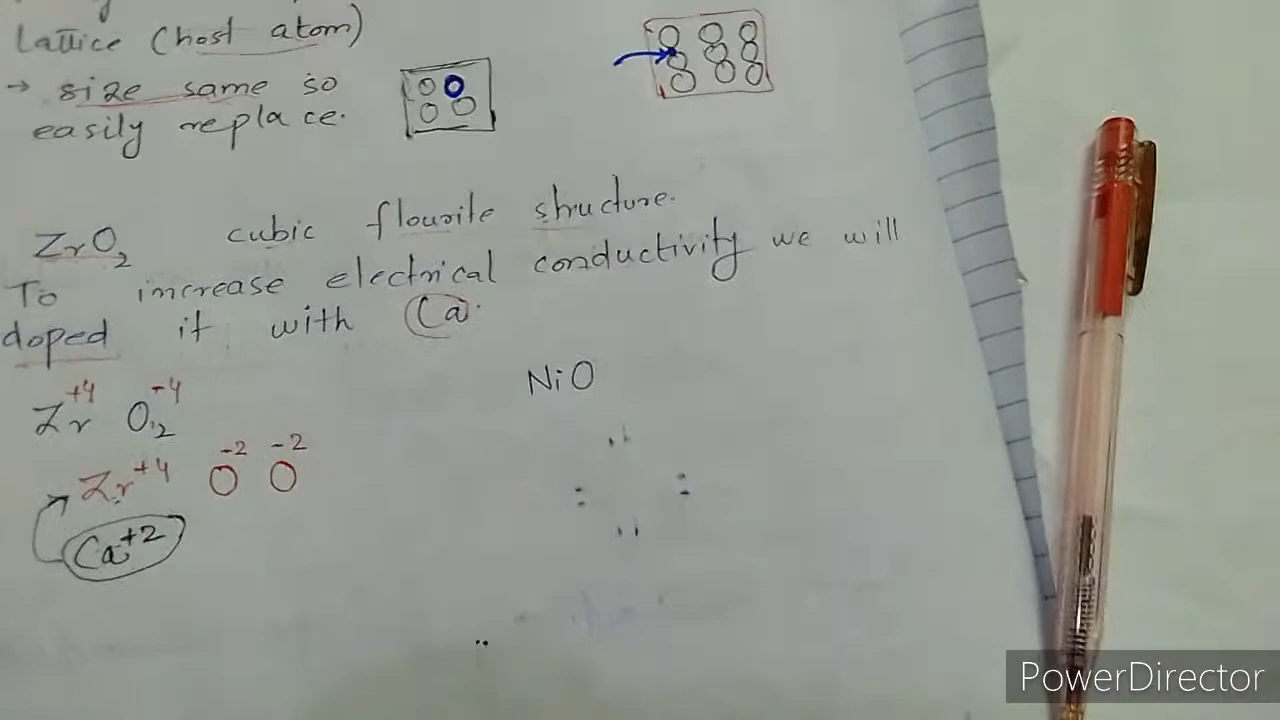 Lattice (host atom)
→ size same so
easily replace.
ZrO2 cubic flourite structure.
To increase electrical conductivity we will
doped it with Ca.
Zr+4 O2-4
NiO
Zr+4 O-2 O-2
Ca+2
PowerDirector